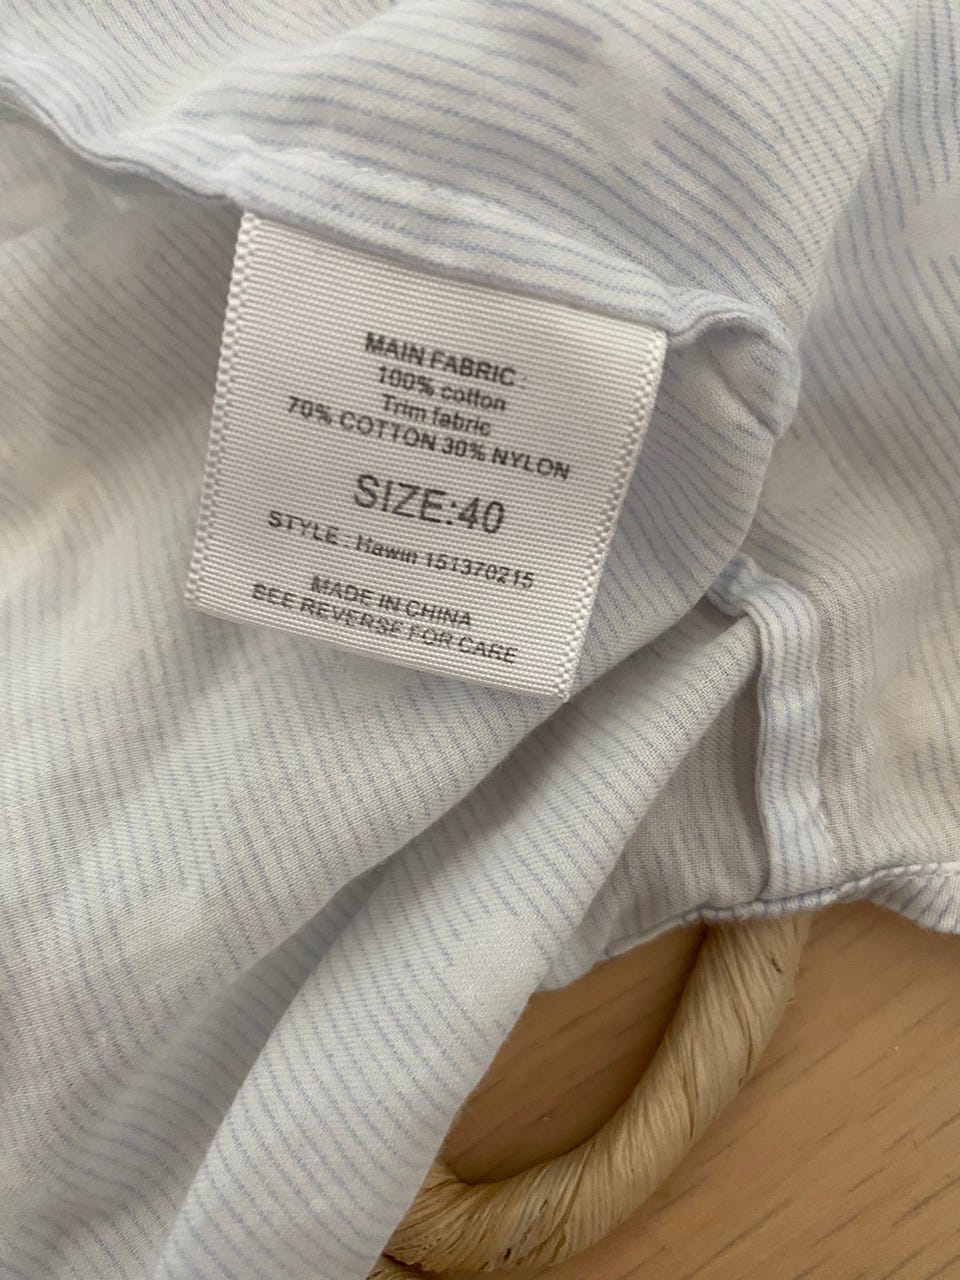 MAIN FABRIC :
100% cotton
Trim fabric
70% COTTON 30% NYLON
SIZE:40
STYLE : Hawin 151370215
MADE IN CHINA
SEE REVERSE FOR CARE